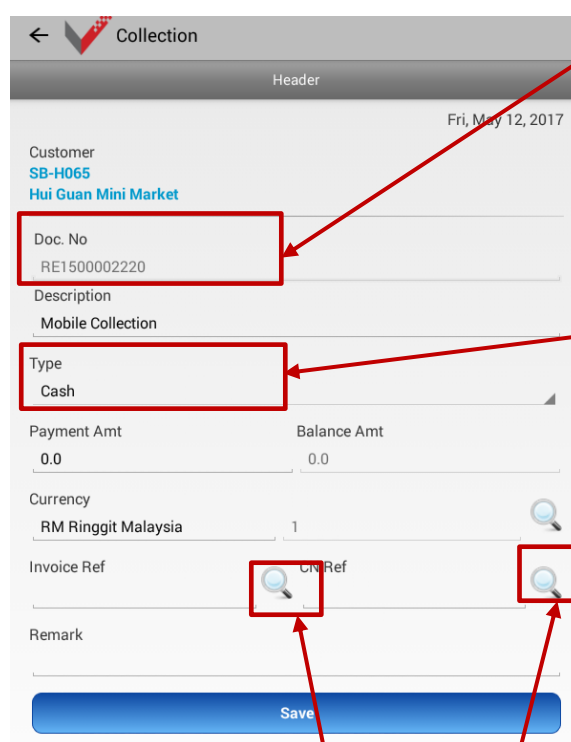 Collection
Header
Fri, May 12, 2017
Customer
SB-H065
Hui Guan Mini Market
Doc. No
RE1500002220
Description
Mobile Collection
Type
Cash
Payment Amt Balance Amt
0.0 0.0
Currency
RM Ringgit Malaysia 1
Invoice Ref CN Ref
Remark
Save